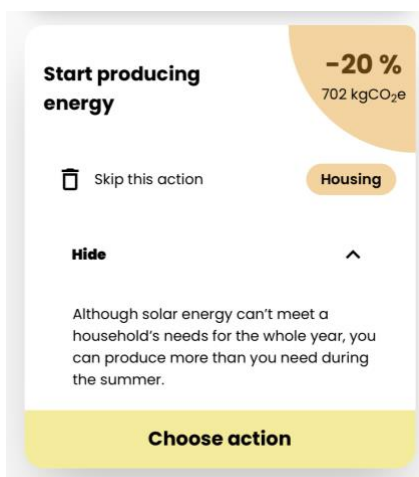 Start producing
energy
-20 %
702 kgCO₂e
Skip this action
Housing
Hide
Although solar energy can't meet a
household's needs for the whole year, you
can produce more than you need during
the summer.
Choose action